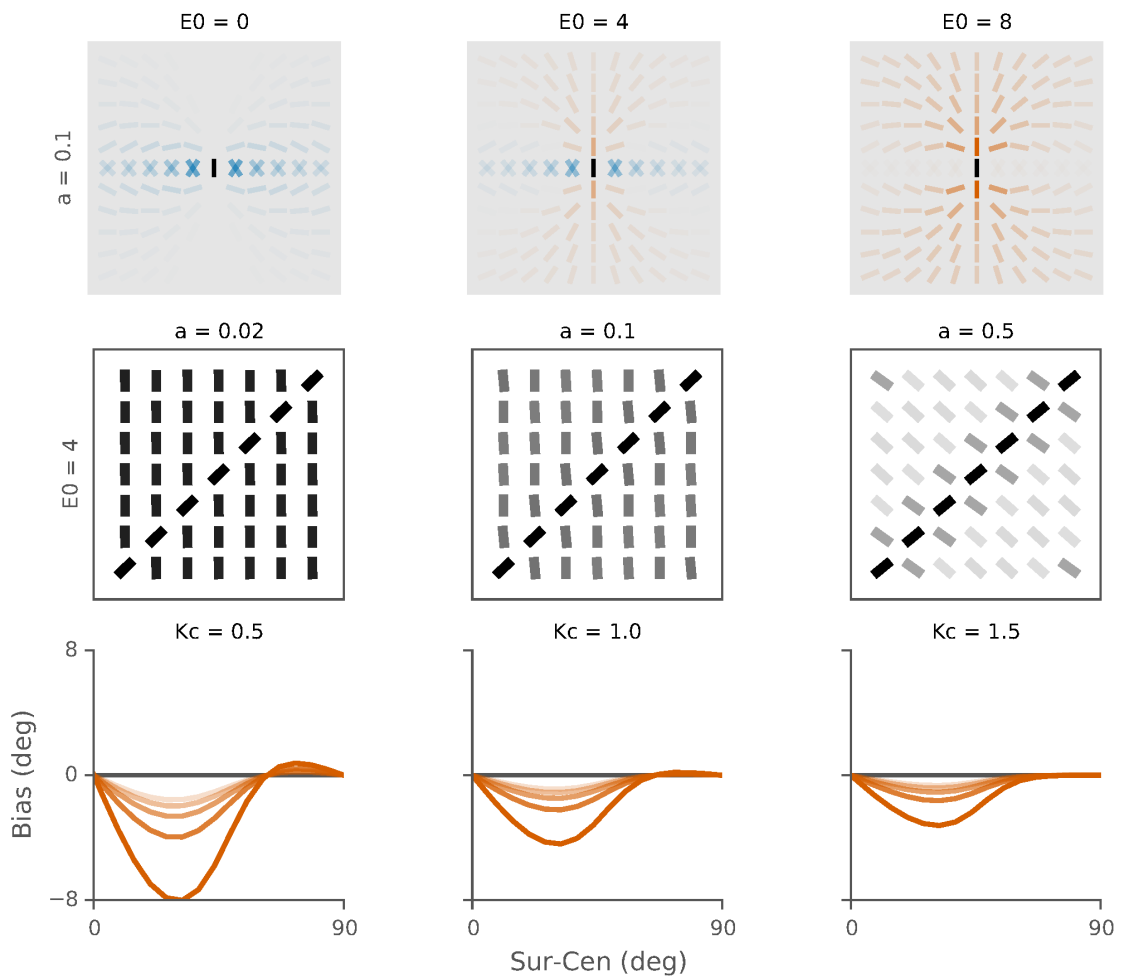 E0 = 0
E0 = 4
E0 = 8
a = 0.1
a = 0.02
a = 0.1
a = 0.5
E0 = 4
Kc = 0.5
Kc = 1.0
Kc = 1.5
8
0
−8
Bias (deg)
0
90
0
90
0
90
Sur-Cen (deg)